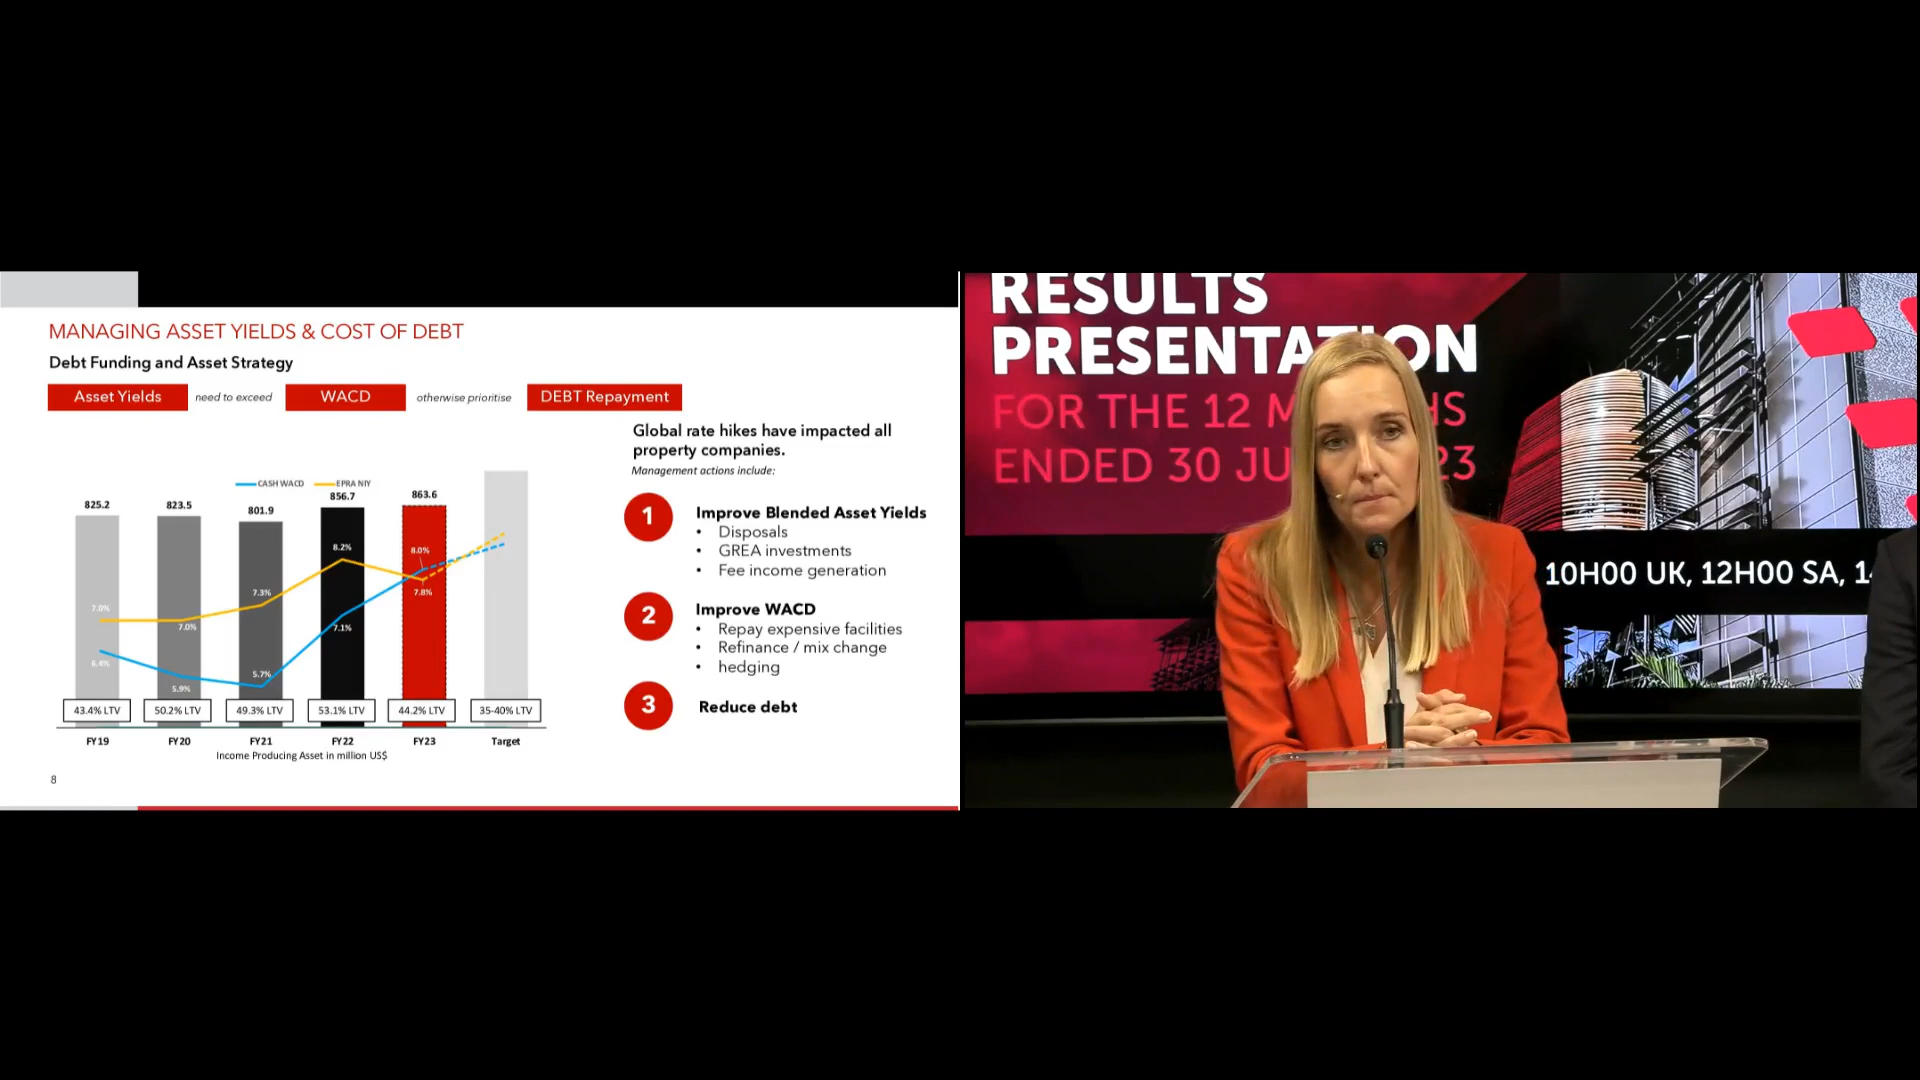 MANAGING ASSET YIELDS & COST OF DEBT
Debt Funding and Asset Strategy
Asset Yields need to exceed WACD otherwise prioritise DEBT Repayment
Global rate hikes have impacted all
property companies.
Management actions include:
CASH WACD EPRA NIY
825.2 823.5 801.9 856.7 863.6
7.0% 7.0% 7.3% 8.2% 7.8%
6.4% 5.9% 5.7% 7.1% 8.0%
43.4% LTV 50.2% LTV 49.3% LTV 53.1% LTV 44.2% LTV 35-40% LTV
FY19 FY20 FY21 FY22 FY23 Target
Income Producing Asset in million US$
1 Improve Blended Asset Yields
• Disposals
• GREA investments
• Fee income generation
2 Improve WACD
• Repay expensive facilities
• Refinance / mix change
• hedging
3 Reduce debt
8
RESULTS
PRESENTATION
FOR THE 12 M HS
ENDED 30 JU 23
10H00 UK, 12H00 SA, 1